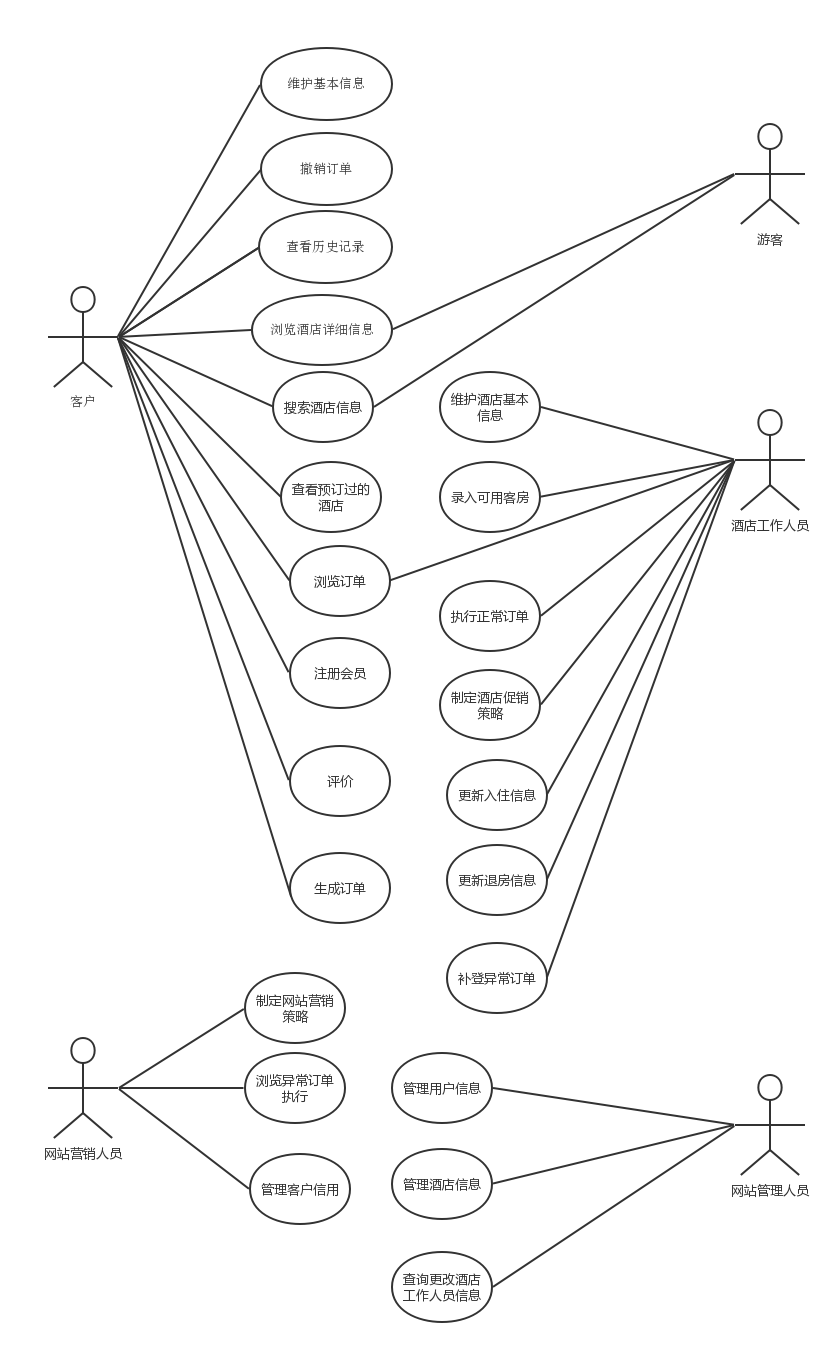 维护基本信息
撤销订单
查看历史记录
游客
浏览酒店详细信息
客户
搜索酒店信息
维护酒店基本
信息
查看预订过的
酒店
录入可用客房
酒店工作人员
浏览订单
执行正常订单
注册会员
制定酒店促销
策略
评价
更新入住信息
生成订单
更新退房信息
补登异常订单
制定网站营销
策略
浏览异常订单
执行
网站营销人员
管理客户信用
管理用户信息
管理酒店信息
网站管理人员
查询更改酒店
工作人员信息